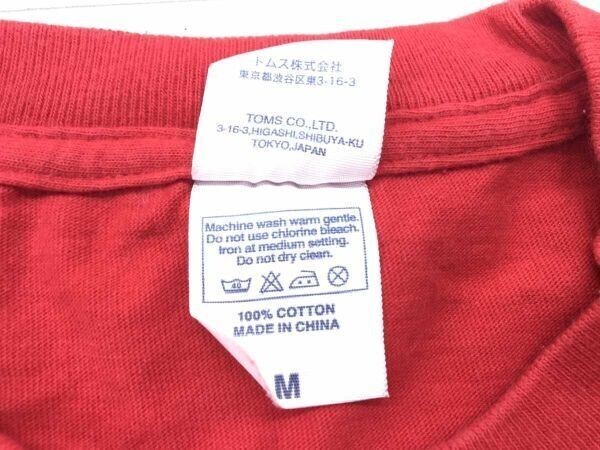 トムス株式会社
東京都渋谷区東3-16-3
TOMS CO.,LTD.
3-16-3,HIGASHI,SHIBUYA-KU
TOKYO,JAPAN
Machine wash warm gentle.
Do not use chlorine bleach.
Iron at medium setting.
Do not dry clean.
40
100% COTTON
MADE IN CHINA
M